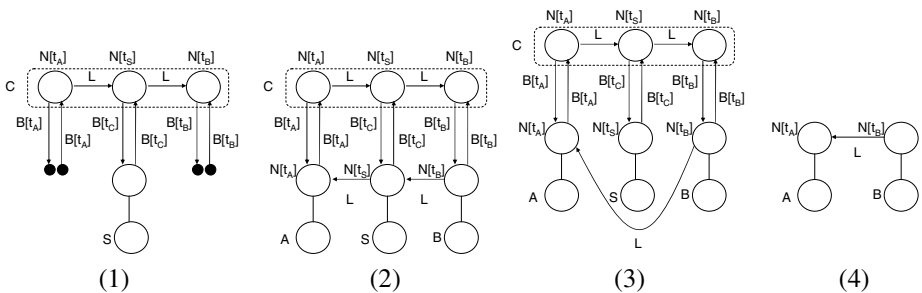 N[tA] N[tS] N[tB]
C L L
B[tA] B[tA] B[tC] B[tC] B[tB] B[tB]
S
(1)
N[tA] N[tS] N[tB]
C L L
B[tA] B[tA] B[tC] B[tC] B[tB] B[tB]
N[tA] N[tS] N[tB]
L L
A S B
(2)
N[tA] N[tS] N[tB]
C L L
B[tA] B[tA] B[tC] B[tC] B[tB] B[tB]
N[tA] N[tS] N[tB]
A S B
L
(3)
N[tA] N[tB]
L
A B
(4)